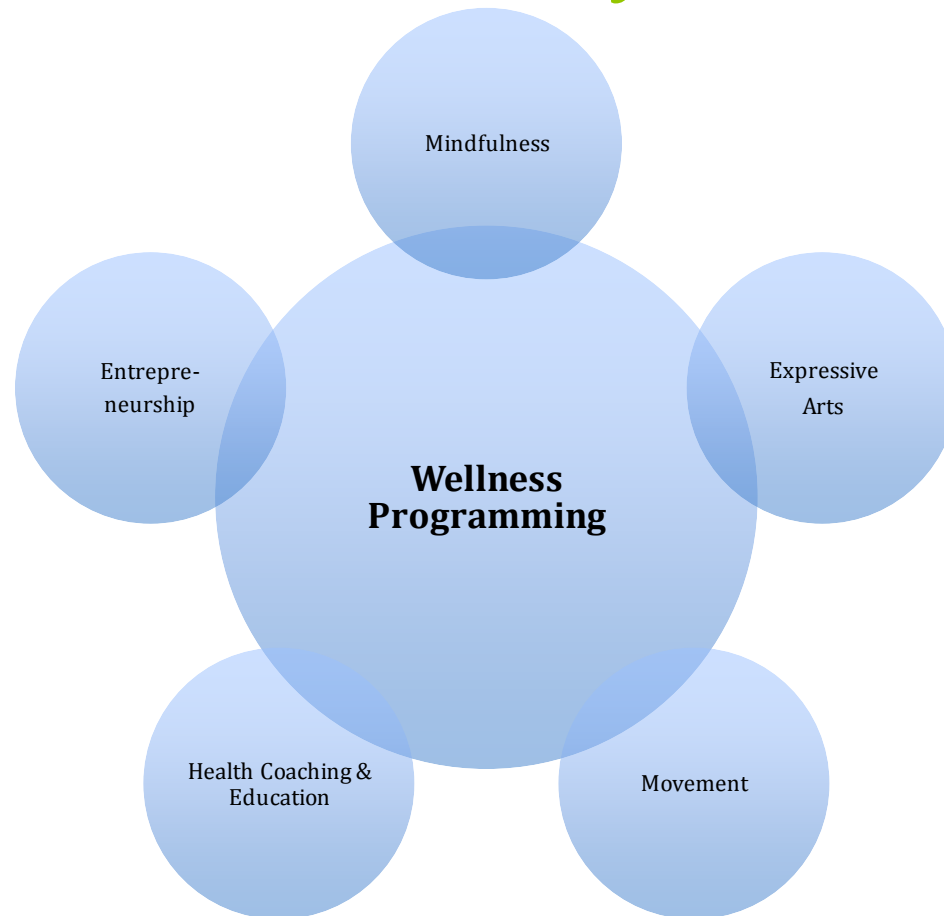 Mindfulness
Entrepre-
neurship
Expressive
Arts
Wellness
Programming
Health Coaching &
Education
Movement